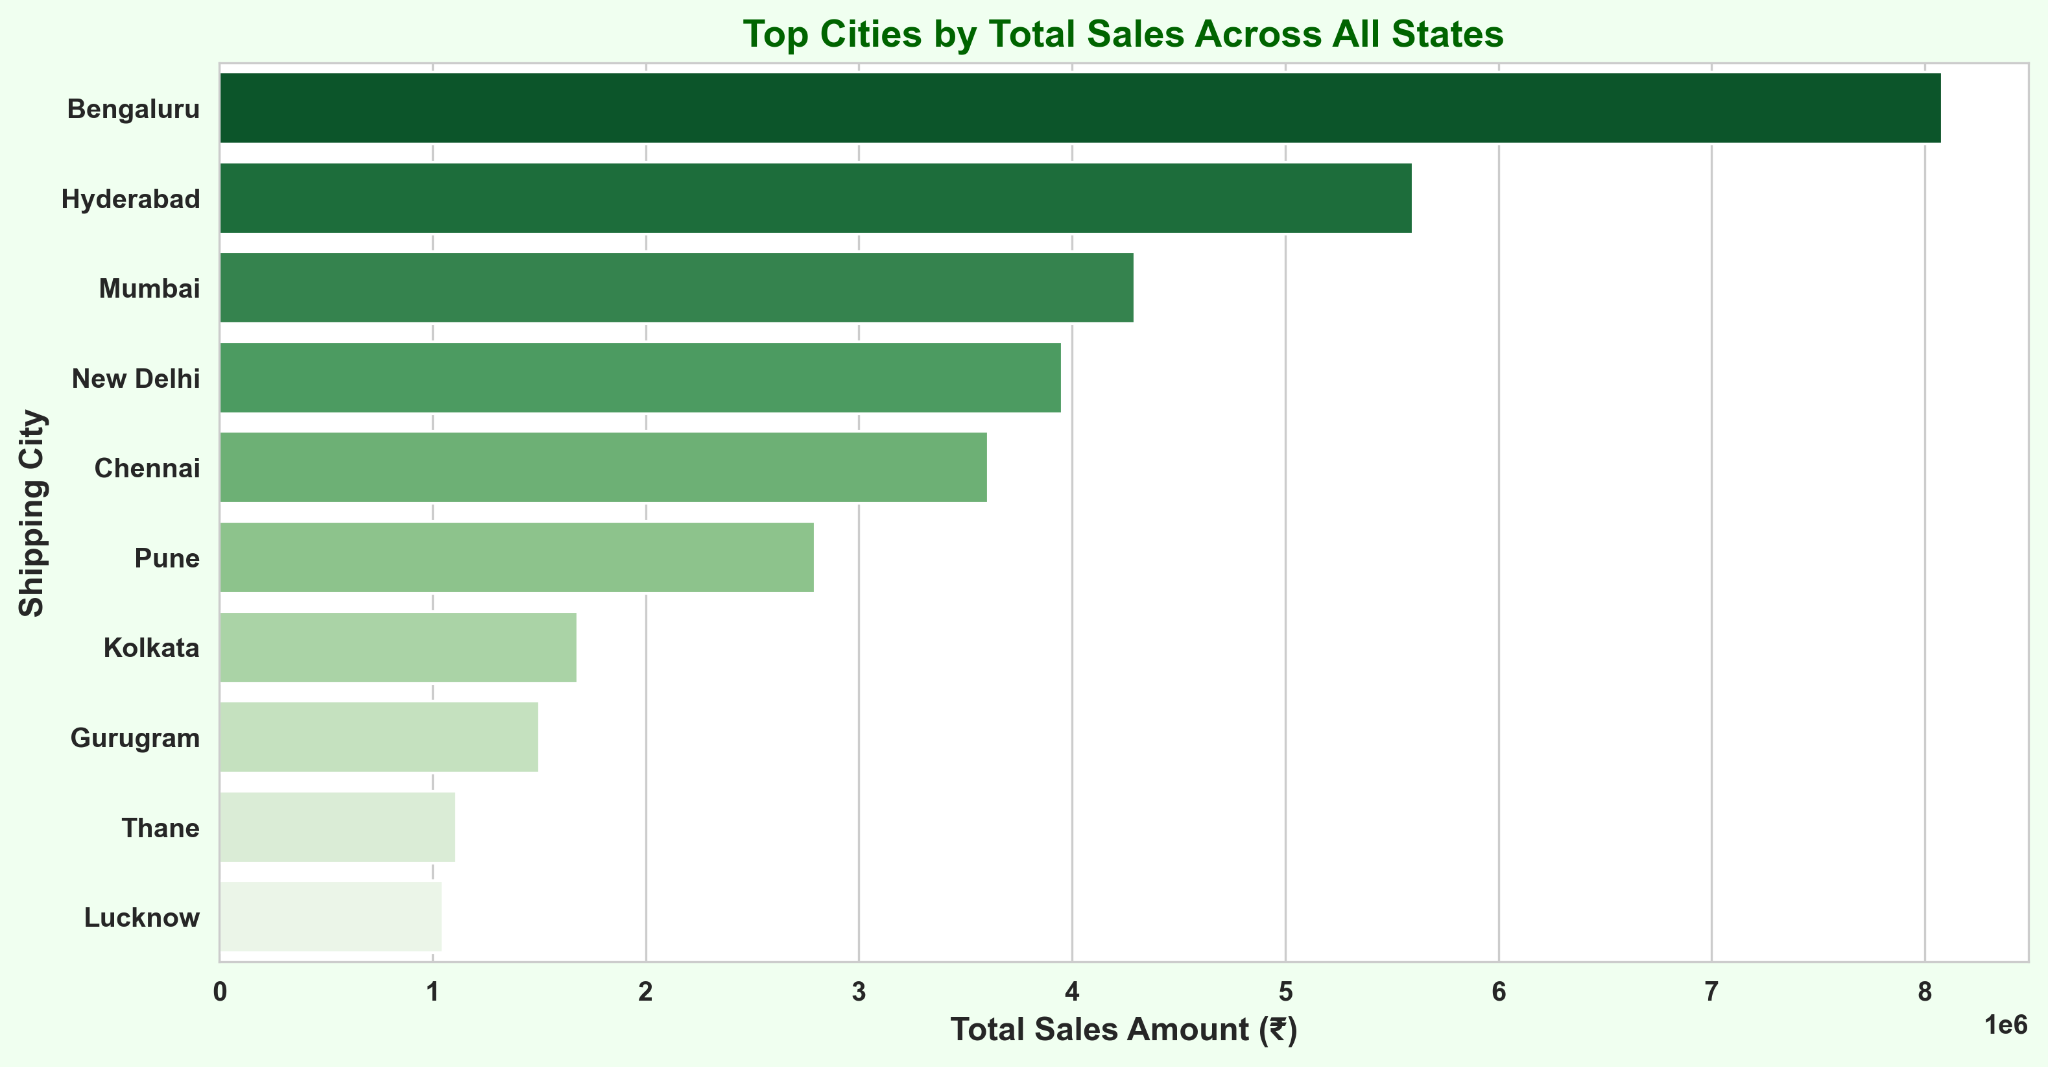 Top Cities by Total Sales Across All States
Shipping City
Bengaluru
Hyderabad
Mumbai
New Delhi
Chennai
Pune
Kolkata
Gurugram
Thane
Lucknow
0 1 2 3 4 5 6 7 8
1e6
Total Sales Amount (₹)